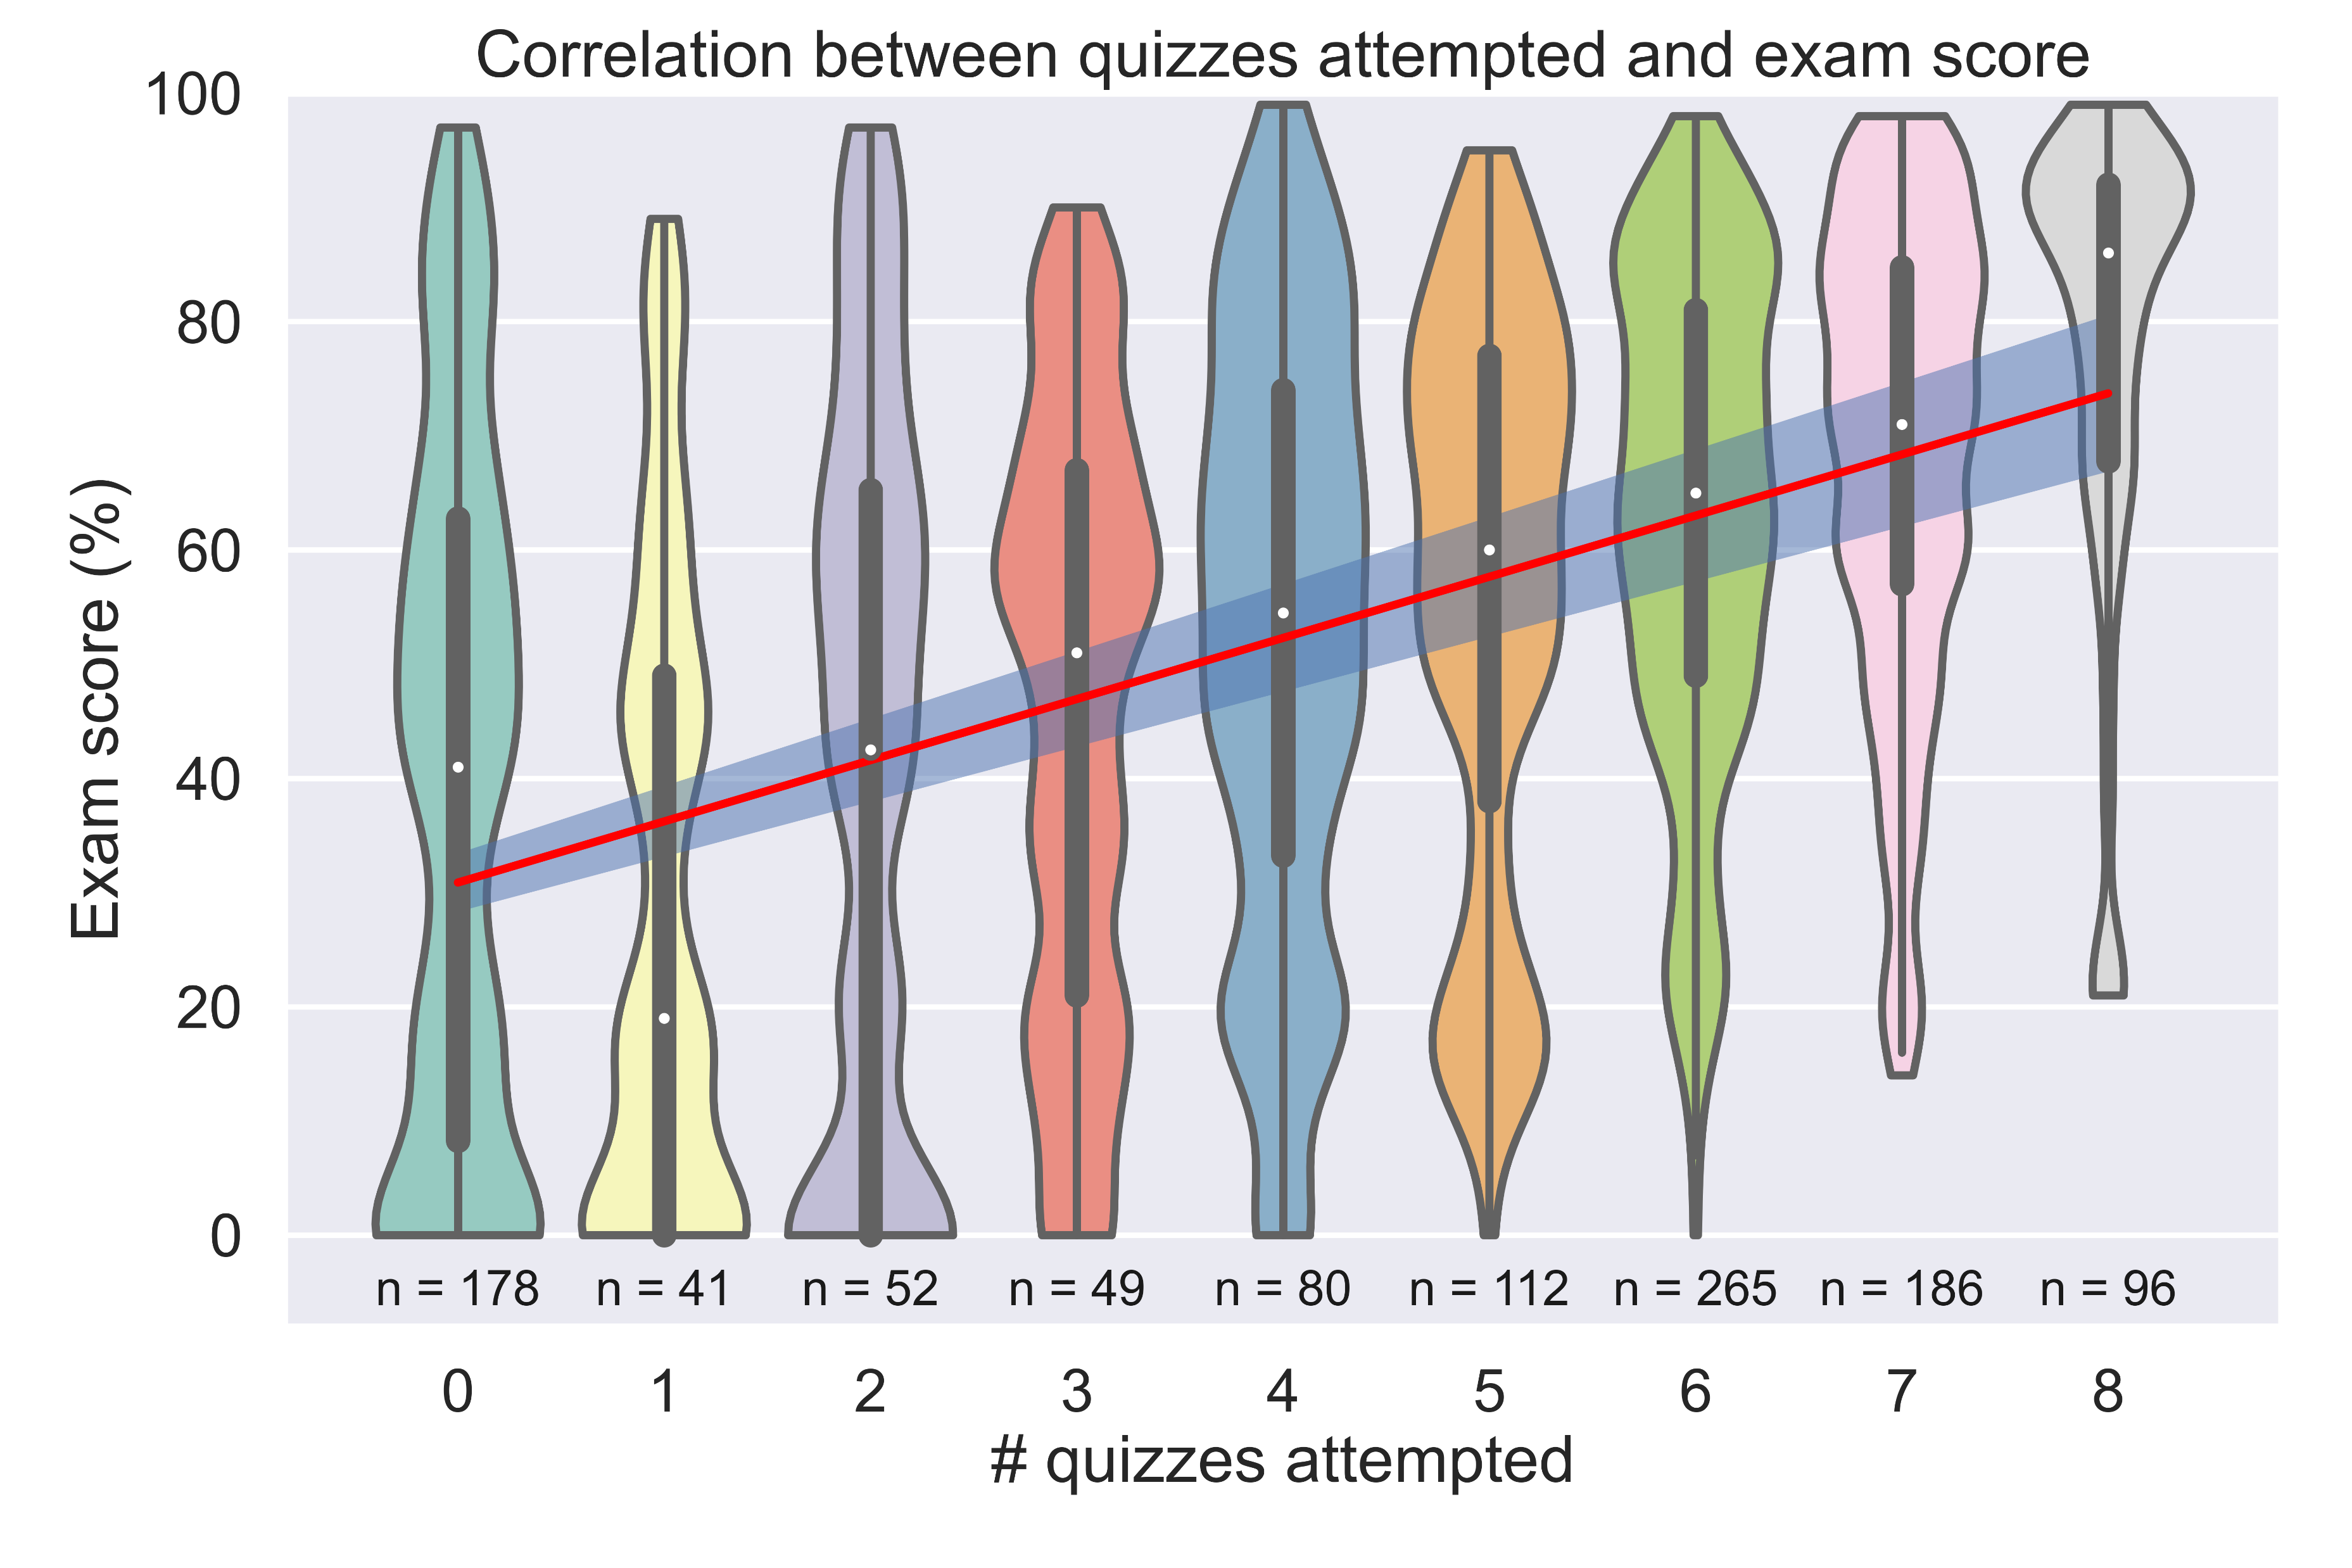 Correlation between quizzes attempted and exam score
Exam score (%)
100
80
60
40
20
0
n = 178 n = 41 n = 52 n = 49 n = 80 n = 112 n = 265 n = 186 n = 96
0 1 2 3 4 5 6 7 8
# quizzes attempted